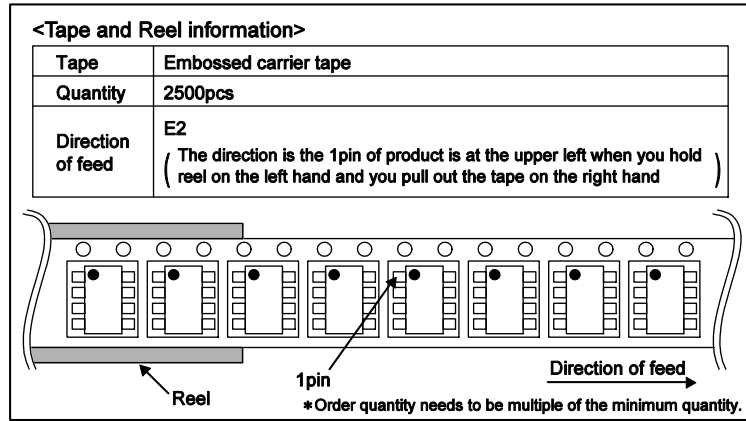 <Tape and Reel information>
Tape Embossed carrier tape
Quantity 2500pcs
Direction of feed E2
( The direction is the 1pin of product is at the upper left when you hold
reel on the left hand and you pull out the tape on the right hand )
Reel
1pin
Direction of feed
*Order quantity needs to be multiple of the minimum quantity.